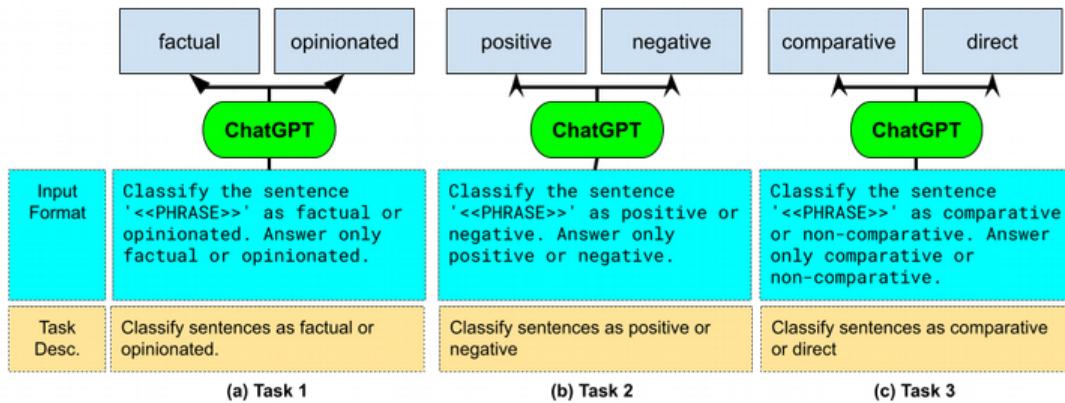 factual
opinionated
positive
negative
comparative
direct
ChatGPT
ChatGPT
ChatGPT
Input
Format
Classify the sentence
'<<PHRASE>>' as factual or
opinionated. Answer only
factual or opinionated.
Classify the sentence
'<<PHRASE>>' as positive or
negative. Answer only
positive or negative.
Classify the sentence
'<<PHRASE>>' as comparative
or non-comparative. Answer
only comparative or
non-comparative.
Task
Desc.
Classify sentences as factual or
opinionated.
Classify sentences as positive or
negative
Classify sentences as comparative
or direct
(a) Task 1
(b) Task 2
(c) Task 3